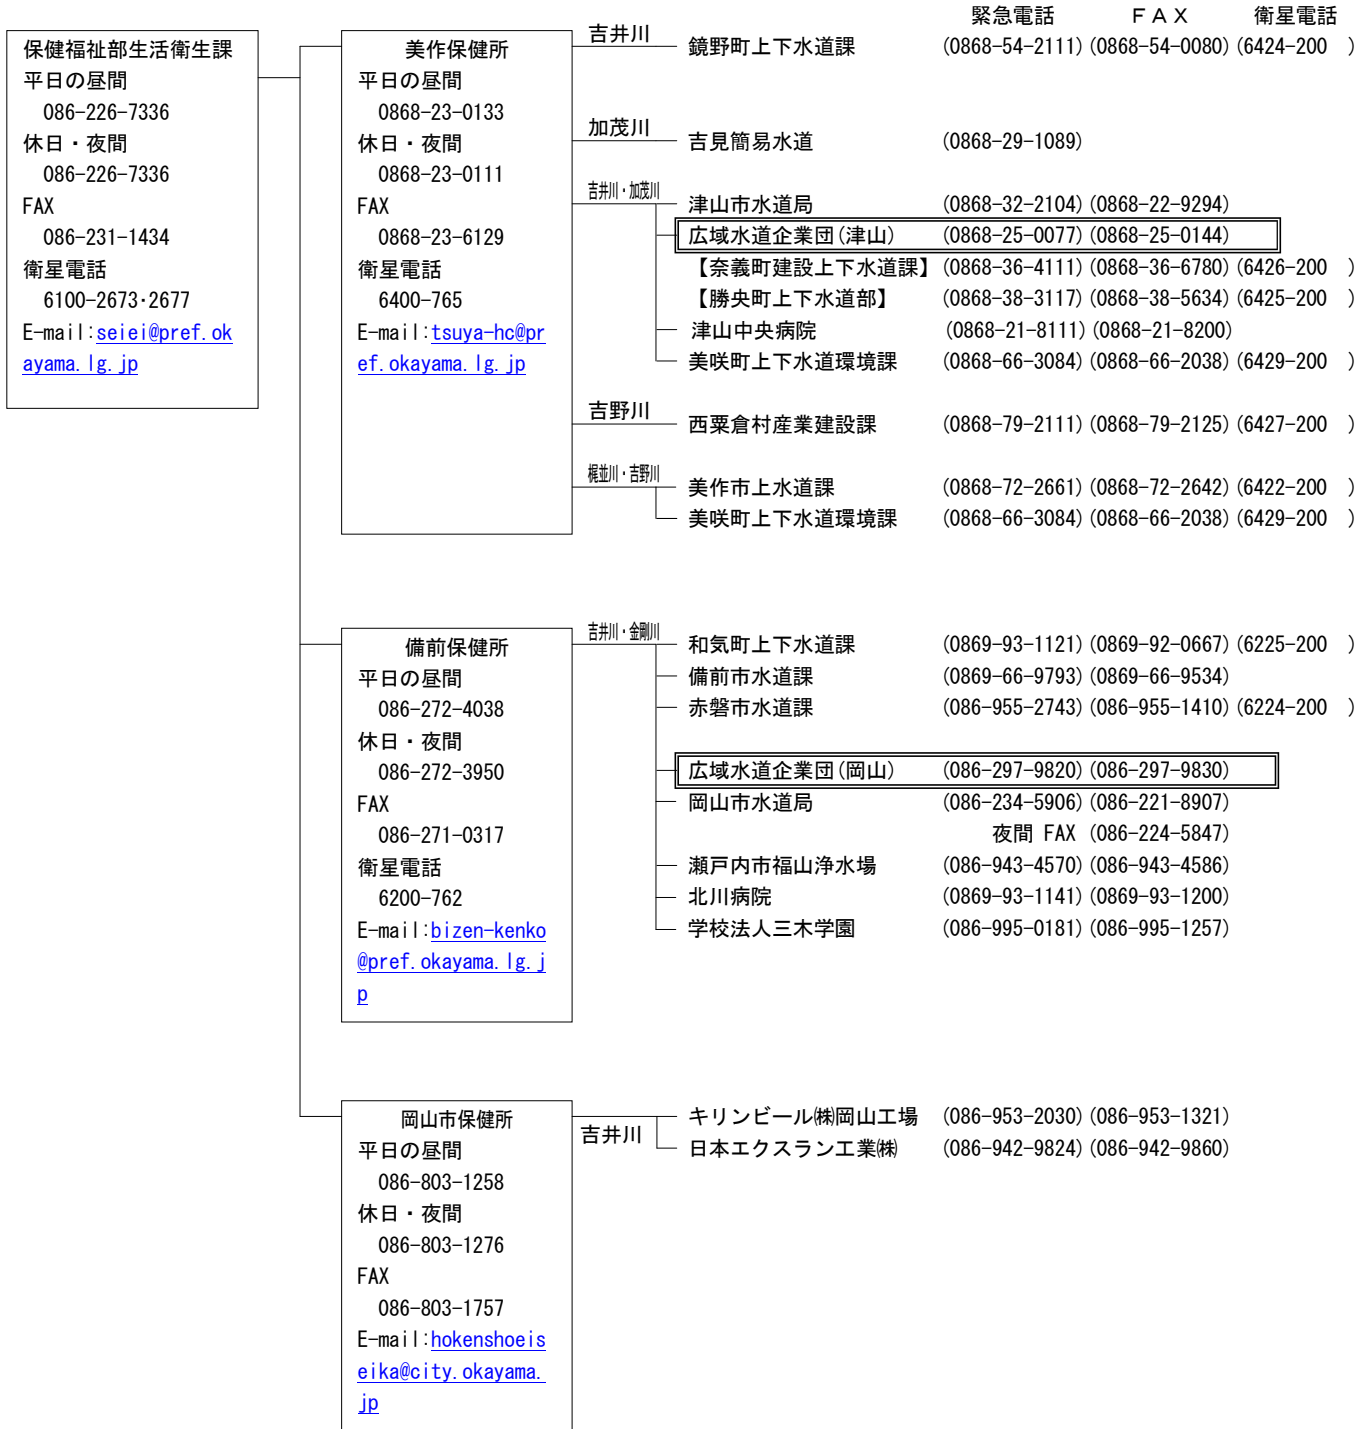 緊急電話　ＦＡＸ　衛星電話
保健福祉部生活衛生課
平日の昼間
086-226-7336
休日・夜間
086-226-7336
FAX
086-231-1434
衛星電話
6100-2673・2677
E-mail:seiei@pref.ok
ayama.lg.jp
美作保健所
平日の昼間
0868-23-0133
休日・夜間
0868-23-0111
FAX
0868-23-6129
衛星電話
6400-765
E-mail:tsuya-hc@pr
ef.okayama.lg.jp
吉井川
鏡野町上下水道課 (0868-54-2111)(0868-54-0080)(6424-200 )
加茂川
吉見簡易水道 (0868-29-1089)
吉井川・加茂川
津山市水道局 (0868-32-2104)(0868-22-9294)
広域水道企業団(津山) (0868-25-0077)(0868-25-0144)
【奈義町建設上下水道課】(0868-36-4111)(0868-36-6780)(6426-200 )
【勝央町上下水道部】 (0868-38-3117)(0868-38-5634)(6425-200 )
津山中央病院 (0868-21-8111)(0868-21-8200)
美咲町上下水道環境課 (0868-66-3084)(0868-66-2038)(6429-200 )
吉野川
西粟倉村産業建設課 (0868-79-2111)(0868-79-2125)(6427-200 )
梶並川・吉野川
美作市上水道課 (0868-72-2661)(0868-72-2642)(6422-200 )
美咲町上下水道環境課 (0868-66-3084)(0868-66-2038)(6429-200 )
備前保健所
平日の昼間
086-272-4038
休日・夜間
086-272-3950
FAX
086-271-0317
衛星電話
6200-762
E-mail:bizen-kenko
@pref.okayama.lg.j
p
吉井川・金剛川
和気町上下水道課 (0869-93-1121)(0869-92-0667)(6225-200 )
備前市水道課 (0869-66-9793)(0869-66-9534)
赤磐市水道課 (086-955-2743)(086-955-1410)(6224-200 )
広域水道企業団(岡山) (086-297-9820)(086-297-9830)
岡山市水道局 (086-234-5906)(086-221-8907)
夜間 FAX (086-224-5847)
瀬戸内市福山浄水場 (086-943-4570)(086-943-4586)
北川病院 (0869-93-1141)(0869-93-1200)
学校法人三木学園 (086-995-0181)(086-995-1257)
岡山市保健所
平日の昼間
086-803-1258
休日・夜間
086-803-1276
FAX
086-803-1757
E-mail:hokenshoeis
eika@city.okayama.
jp
吉井川
キリンビール㈱岡山工場 (086-953-2030)(086-953-1321)
日本エクスラン工業㈱ (086-942-9824)(086-942-9860)